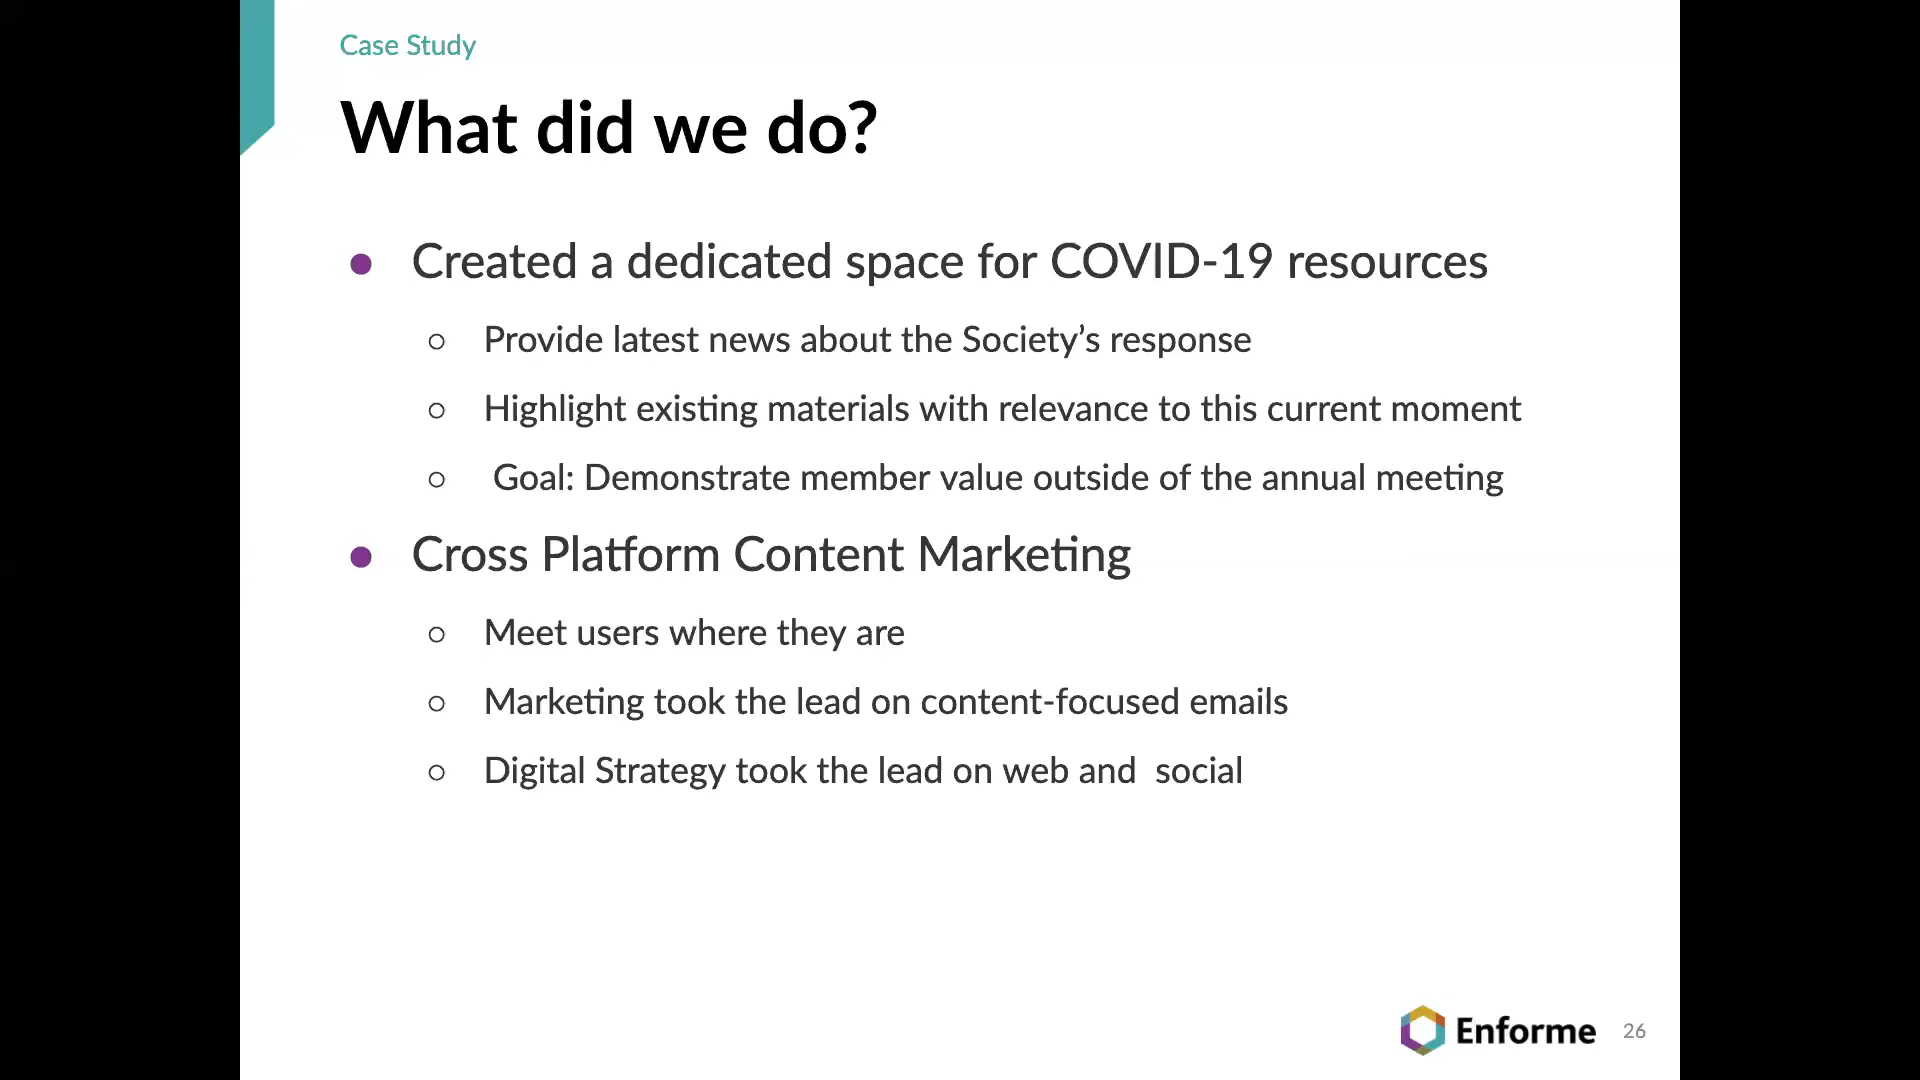 Case Study
What did we do?
● Created a dedicated space for COVID-19 resources
○ Provide latest news about the Society’s response
○ Highlight existing materials with relevance to this current moment
○ Goal: Demonstrate member value outside of the annual meeting
● Cross Platform Content Marketing
○ Meet users where they are
○ Marketing took the lead on content-focused emails
○ Digital Strategy took the lead on web and  social
Enforme 26